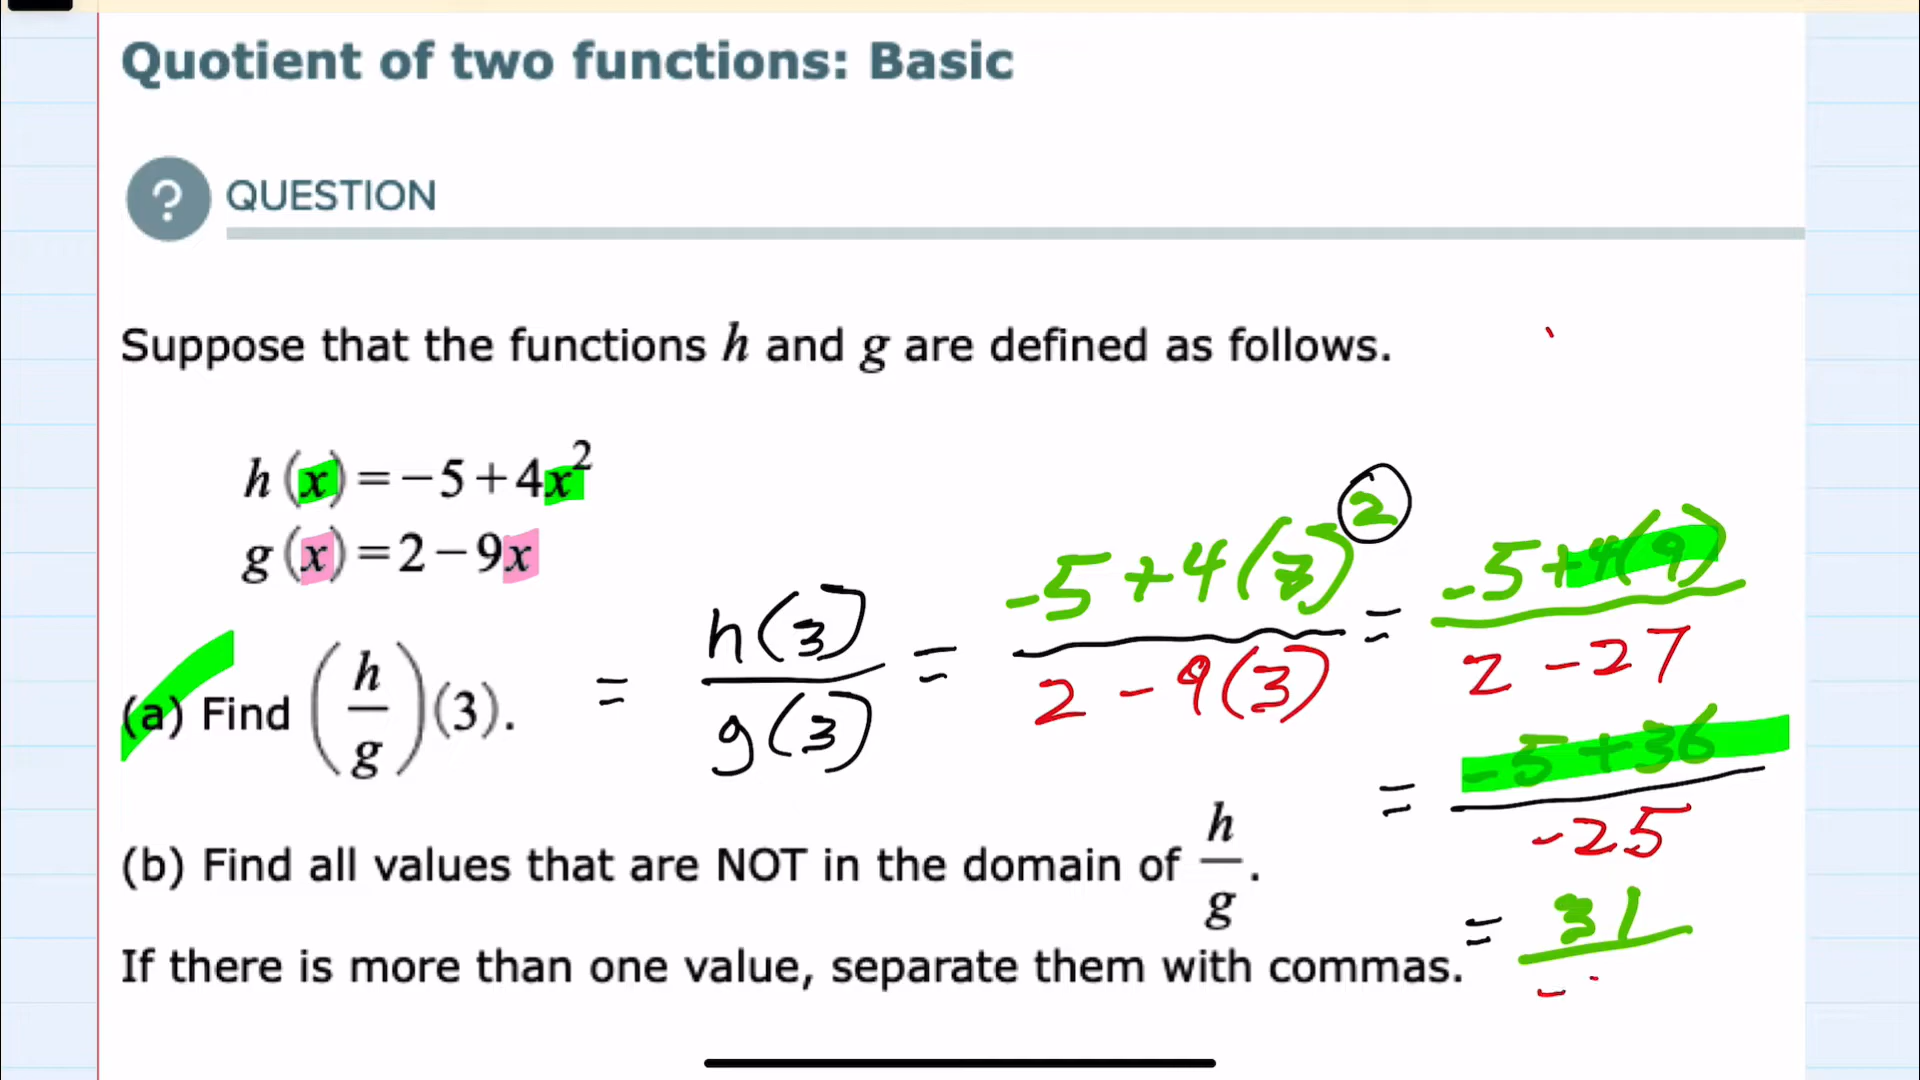 Quotient of two functions: Basic
? QUESTION
Suppose that the functions h and g are defined as follows.
h(x)=−5+4x²
g(x)=2−9x
(a) Find (h/g)(3). = h(3)/g(3) = -5+4(3)²/2-9(3) = -5+4(9)/2-27
= -5+36/-25
= 31/-
(b) Find all values that are NOT in the domain of h/g.
If there is more than one value, separate them with commas.